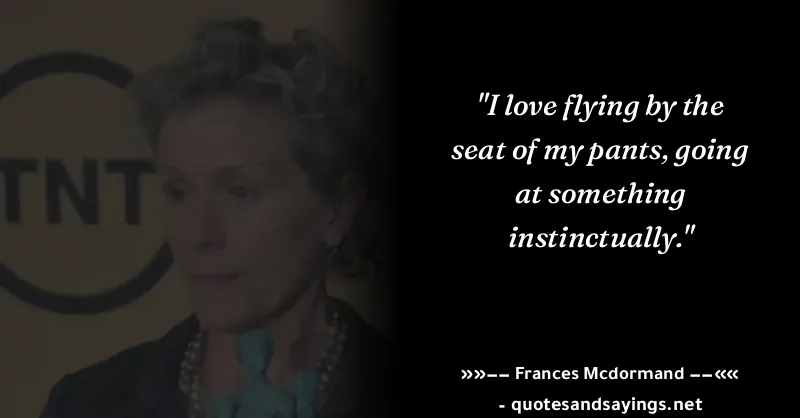 TNT
"I love flying by the
seat of my pants, going
at something
instinctually."
»»—— Frances Mcdormand ——««
- quotesandsayings.net